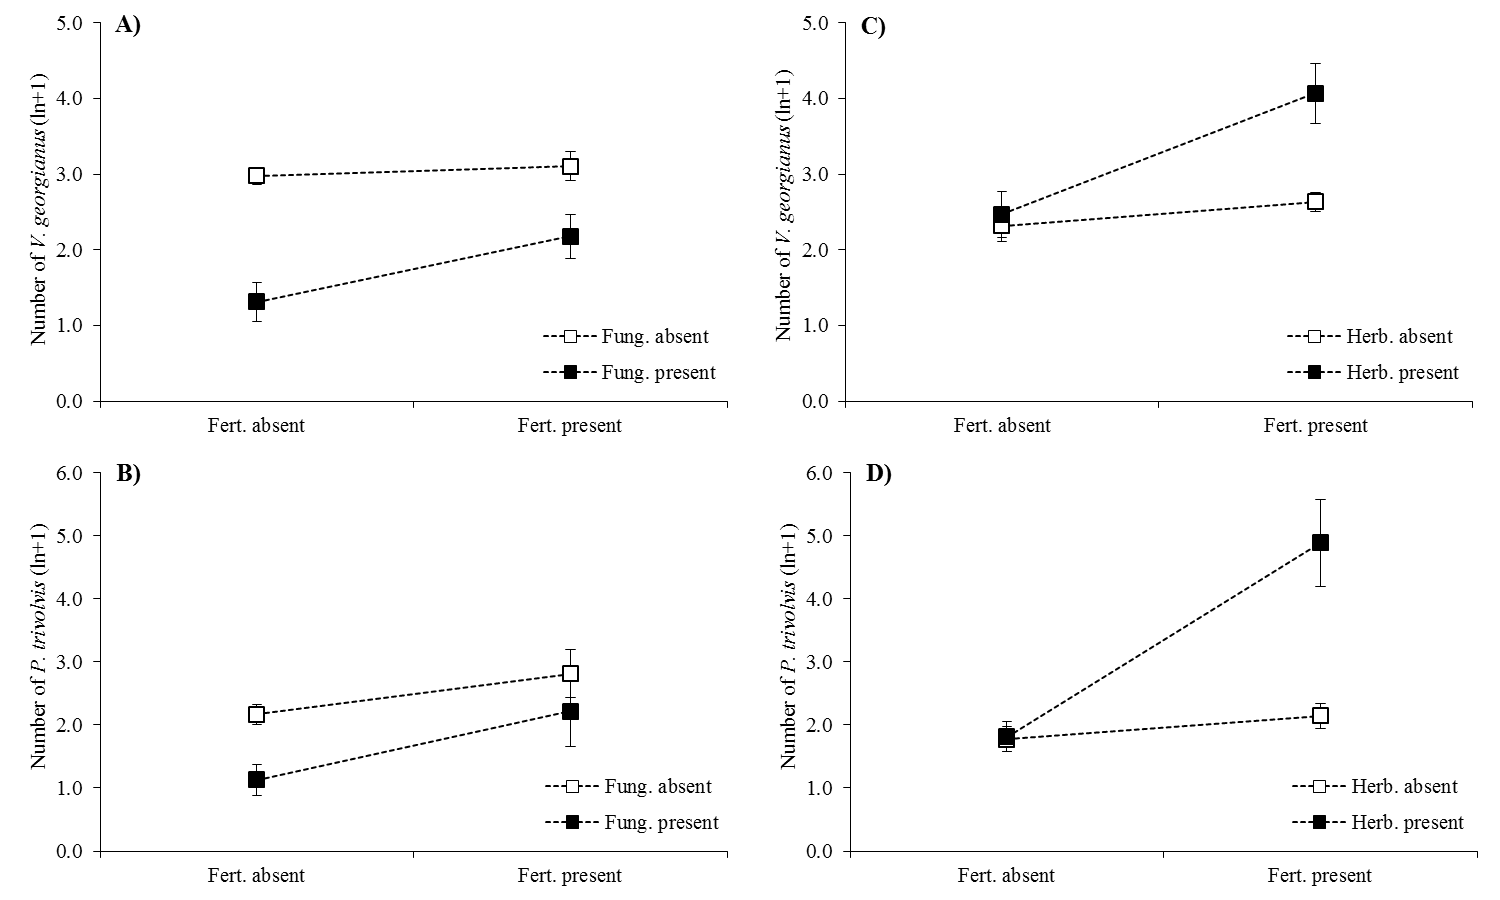 A)
Number of V. georgianus (ln+1)
5.0
4.0
3.0
2.0
1.0
0.0
Fung. absent
Fung. present
Fert. absent
Fert. present
C)
Number of V. georgianus (ln+1)
5.0
4.0
3.0
2.0
1.0
0.0
Herb. absent
Herb. present
Fert. absent
Fert. present
B)
Number of P. trivolvis (ln+1)
6.0
5.0
4.0
3.0
2.0
1.0
0.0
Fung. absent
Fung. present
Fert. absent
Fert. present
D)
Number of P. trivolvis (ln+1)
6.0
5.0
4.0
3.0
2.0
1.0
0.0
Herb. absent
Herb. present
Fert. absent
Fert. present